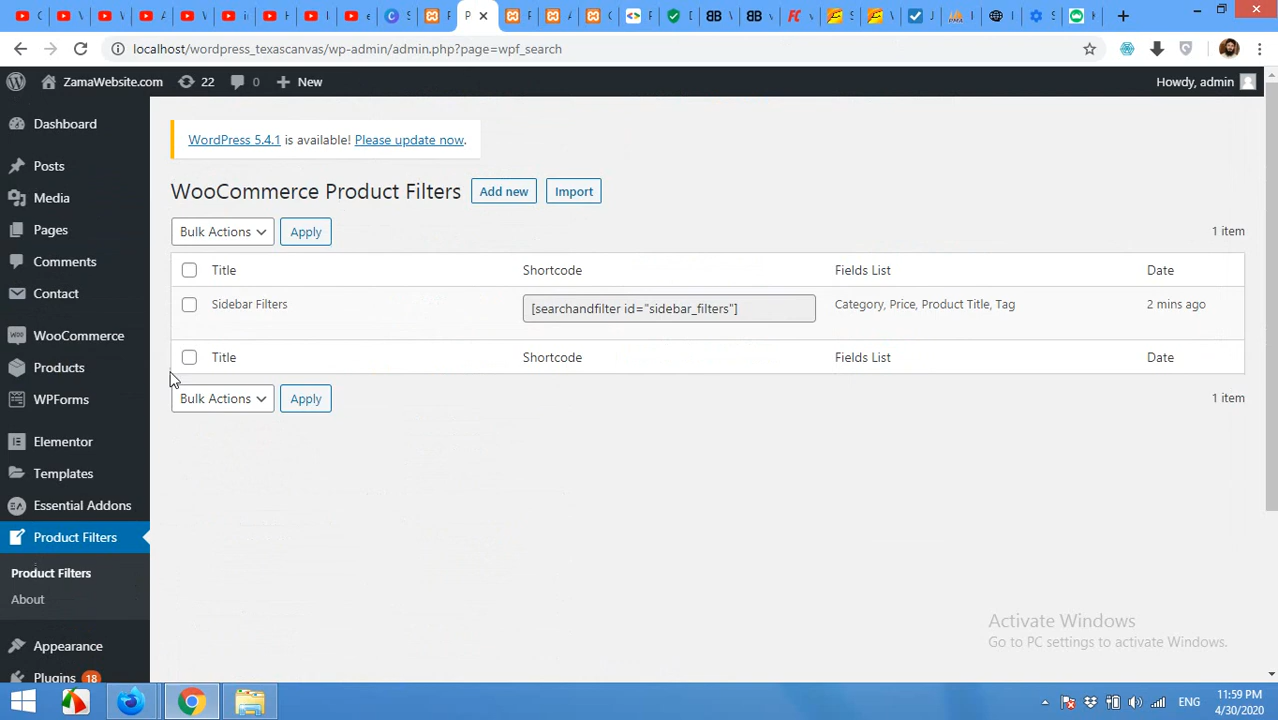 localhost/wordpress_texascanvas/wp-admin/admin.php?page=wpf_search
ZamaWebsite.com
22
0
New
Howdy, admin
Dashboard
Posts
Media
Pages
Comments
Contact
WooCommerce
Products
WPForms
Elementor
Templates
Essential Addons
Product Filters
Product Filters
About
Appearance
Plugins 18
WordPress 5.4.1 is available! Please update now.
WooCommerce Product Filters
Add new
Import
Bulk Actions
Apply
1 item
Title Shortcode Fields List Date
Sidebar Filters [searchandfilter id="sidebar_filters"] Category, Price, Product Title, Tag 2 mins ago
Title Shortcode Fields List Date
Bulk Actions
Apply
1 item
Activate Windows
Go to PC settings to activate Windows.
ENG
11:59 PM
4/30/2020